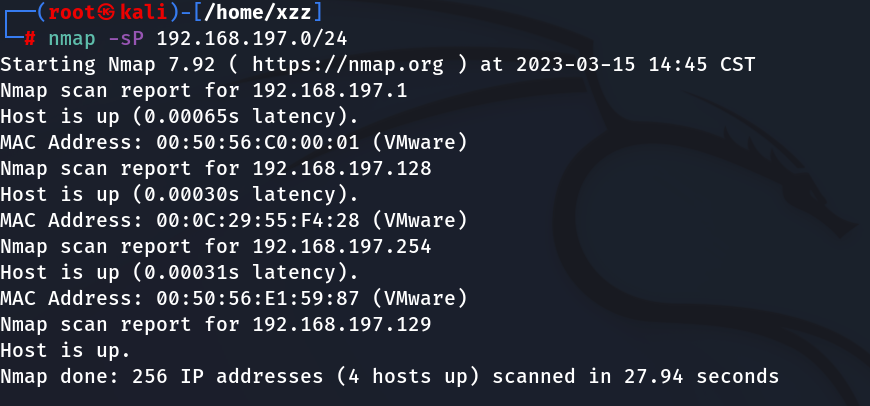 ┌──(root㉿kali)-[/home/xzz]
└─# nmap -sP 192.168.197.0/24
Starting Nmap 7.92 ( https://nmap.org ) at 2023-03-15 14:45 CST
Nmap scan report for 192.168.197.1
Host is up (0.00065s latency).
MAC Address: 00:50:56:C0:00:01 (VMware)
Nmap scan report for 192.168.197.128
Host is up (0.00030s latency).
MAC Address: 00:0C:29:55:F4:28 (VMware)
Nmap scan report for 192.168.197.254
Host is up (0.00031s latency).
MAC Address: 00:50:56:E1:59:87 (VMware)
Nmap scan report for 192.168.197.129
Host is up.
Nmap done: 256 IP addresses (4 hosts up) scanned in 27.94 seconds